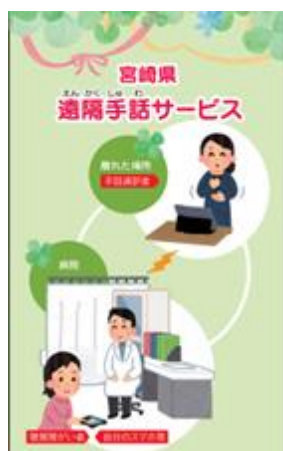 宮崎県
えん かく しゅ わ
遠隔手話サービス
離れた場所
手話通訳者
病院
聴覚障がい者
自分のスマホ等